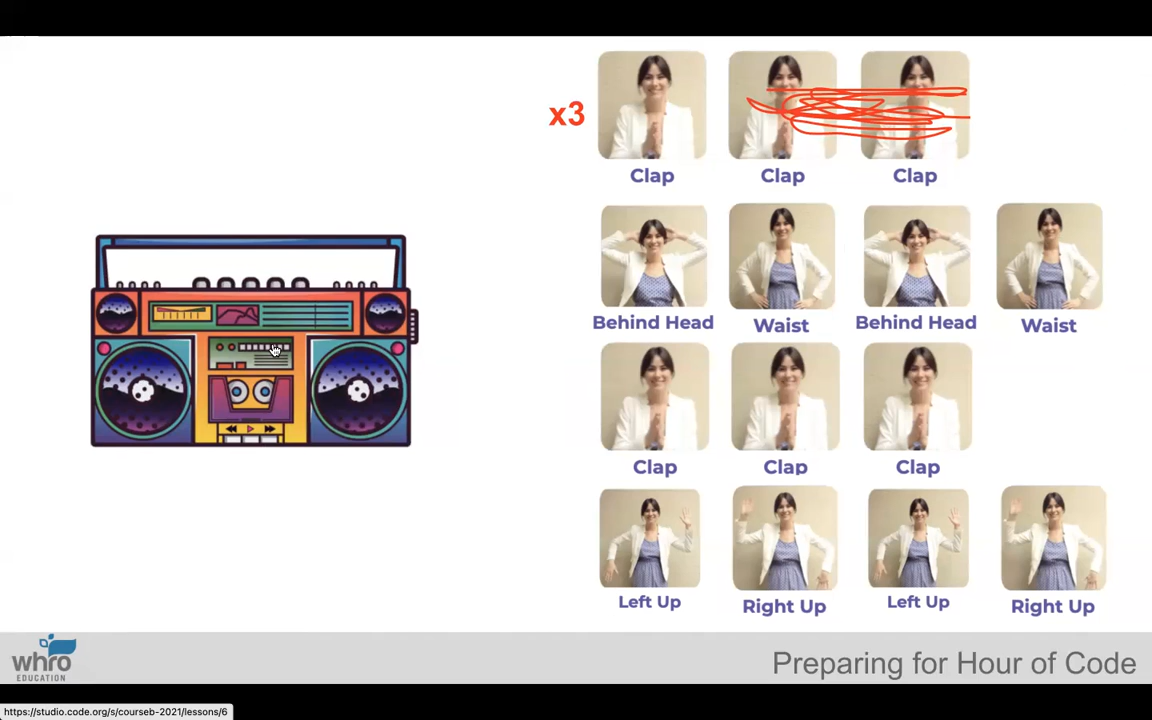 x3
Clap Clap Clap
Behind Head Waist Behind Head Waist
Clap Clap Clap
Left Up Right Up Left Up Right Up
whro
EDUCATION
Preparing for Hour of Code
https://studio.code.org/s/courseb-2021/lessons/6